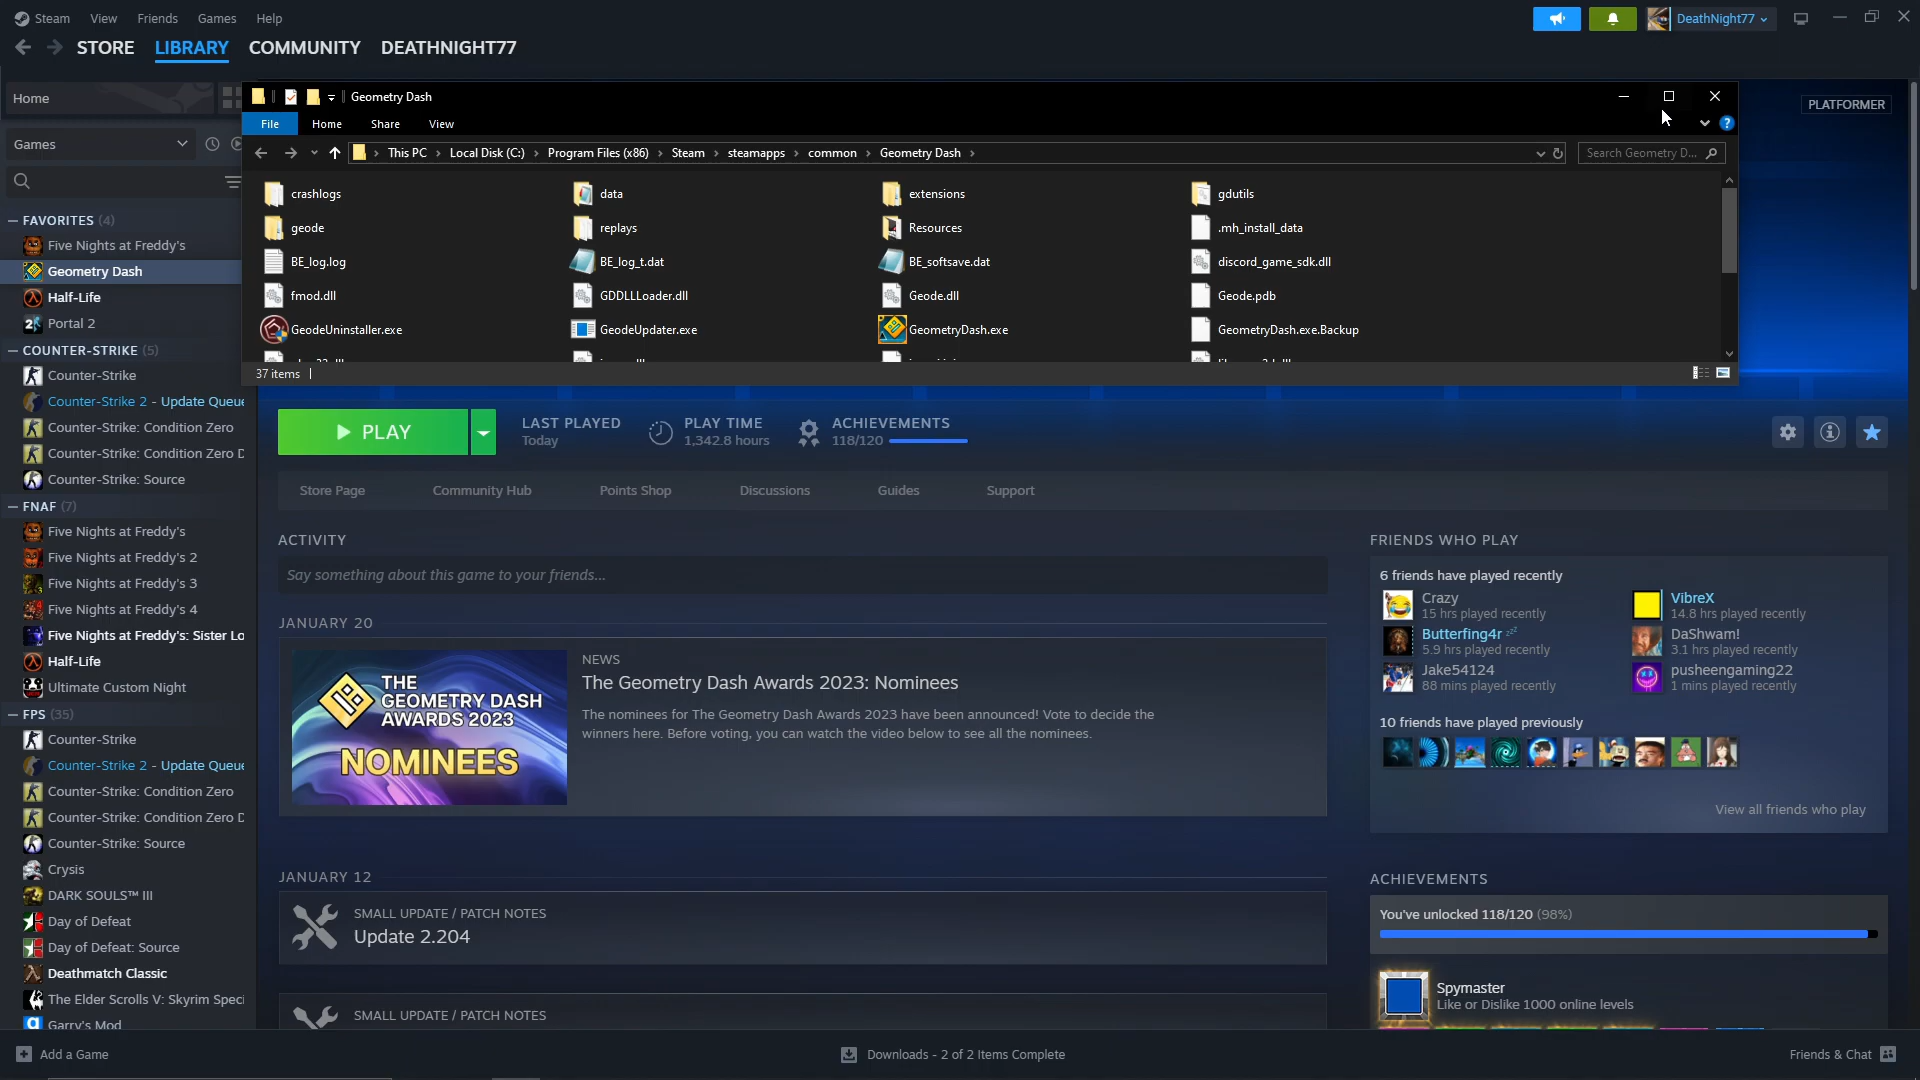 Steam View Friends Games Help
DeathNight77
STORE LIBRARY COMMUNITY DEATHNIGHT77
Home
Games
FAVORITES (4)
Five Nights at Freddy's
Geometry Dash
Half-Life
Portal 2
COUNTER-STRIKE (5)
Counter-Strike
Counter-Strike 2 - Update Queue
Counter-Strike: Condition Zero
Counter-Strike: Condition Zero D
Counter-Strike: Source
FNAF (7)
Five Nights at Freddy's
Five Nights at Freddy's 2
Five Nights at Freddy's 3
Five Nights at Freddy's 4
Five Nights at Freddy's: Sister Lo
Half-Life
Ultimate Custom Night
FPS (35)
Counter-Strike
Counter-Strike 2 - Update Queue
Counter-Strike: Condition Zero
Counter-Strike: Condition Zero D
Counter-Strike: Source
Crysis
DARK SOULS™ III
Day of Defeat
Day of Defeat: Source
Deathmatch Classic
The Elder Scrolls V: Skyrim Speci
Garry's Mod
Geometry Dash
File Home Share View
This PC › Local Disk (C:) › Program Files (x86) › Steam › steamapps › common › Geometry Dash ›
Search Geometry D...
crashlogs data extensions gdutils
geode replays Resources .mh_install_data
BE_log.log BE_log_t.dat BE_softsave.dat discord_game_sdk.dll
fmod.dll GDDLLLoader.dll Geode.dll Geode.pdb
GeodeUninstaller.exe GeodeUpdater.exe GeometryDash.exe GeometryDash.exe.Backup
37 items
PLATFORMER
PLAY
LAST PLAYED
Today
PLAY TIME
1,342.8 hours
ACHIEVEMENTS
118/120
Store Page Community Hub Points Shop Discussions Guides Support
ACTIVITY
Say something about this game to your friends...
JANUARY 20
THE
GEOMETRY DASH
AWARDS 2023
NOMINEES
NEWS
The Geometry Dash Awards 2023: Nominees
The nominees for The Geometry Dash Awards 2023 have been announced! Vote to decide the
winners here. Before voting, you can watch the video below to see all the nominees.
JANUARY 12
SMALL UPDATE / PATCH NOTES
Update 2.204
SMALL UPDATE / PATCH NOTES
FRIENDS WHO PLAY
6 friends have played recently
Crazy
15 hrs played recently
VibreX
14.8 hrs played recently
Butterfing4r zzz
5.9 hrs played recently
DaShwam!
3.1 hrs played recently
Jake54124
88 mins played recently
pusheengaming22
1 mins played recently
10 friends have played previously
View all friends who play
ACHIEVEMENTS
You've unlocked 118/120 (98%)
Spymaster
Like or Dislike 1000 online levels
Add a Game
Downloads - 2 of 2 Items Complete
Friends & Chat